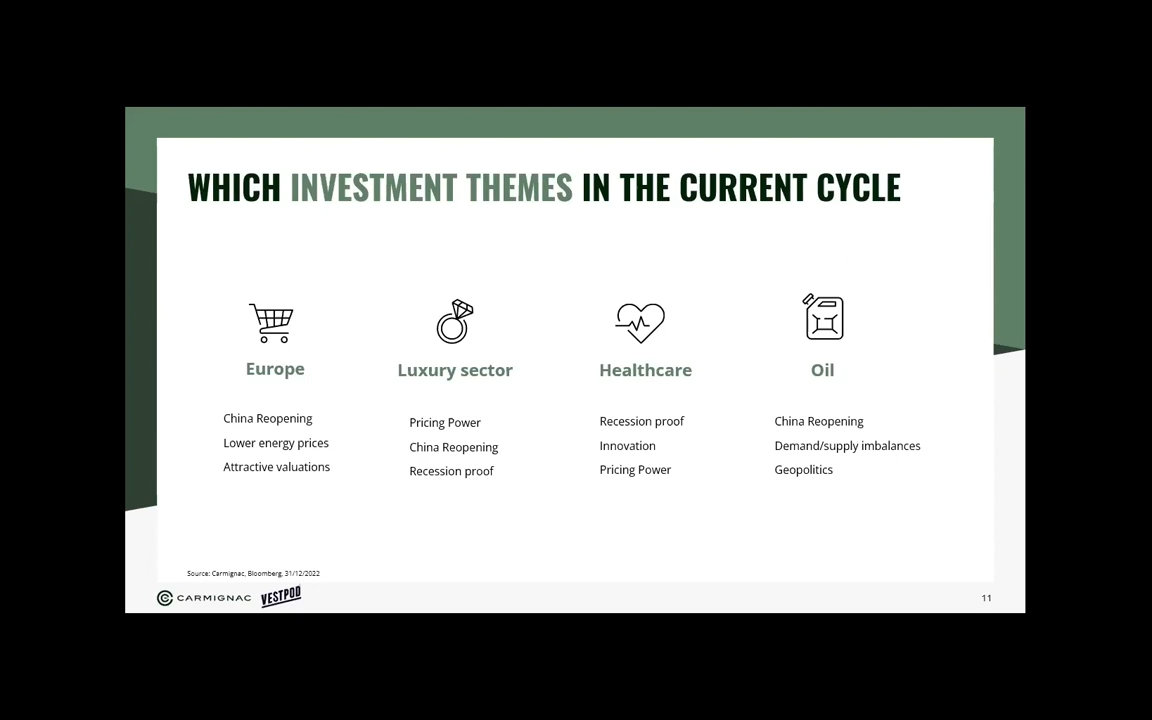 WHICH INVESTMENT THEMES IN THE CURRENT CYCLE
Europe
China Reopening
Lower energy prices
Attractive valuations
Luxury sector
Pricing Power
China Reopening
Recession proof
Healthcare
Recession proof
Innovation
Pricing Power
Oil
China Reopening
Demand/supply imbalances
Geopolitics
Source: Carmignac, Bloomberg, 31/12/2022
CARMIGNAC VESTPOD
11